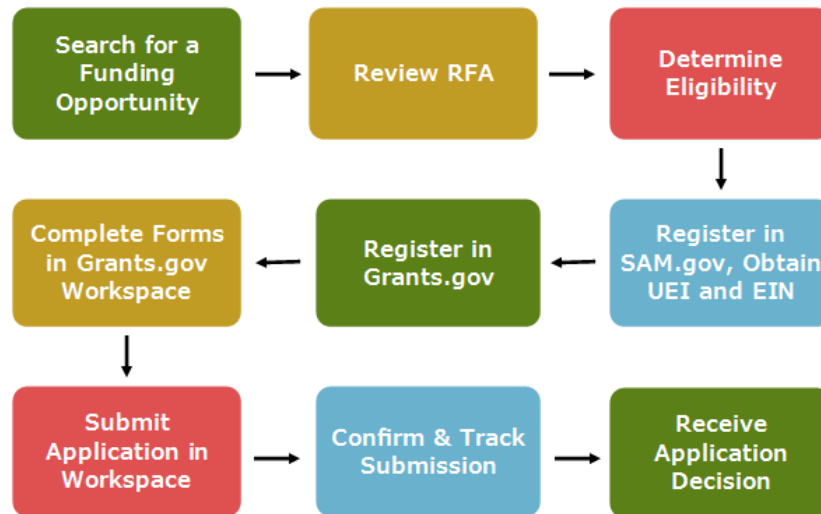 Search for a
Funding
Opportunity
Review RFA
Determine
Eligibility
Register in
SAM.gov, Obtain
UEI and EIN
Register in
Grants.gov
Complete Forms
in Grants.gov
Workspace
Submit
Application in
Workspace
Confirm & Track
Submission
Receive
Application
Decision